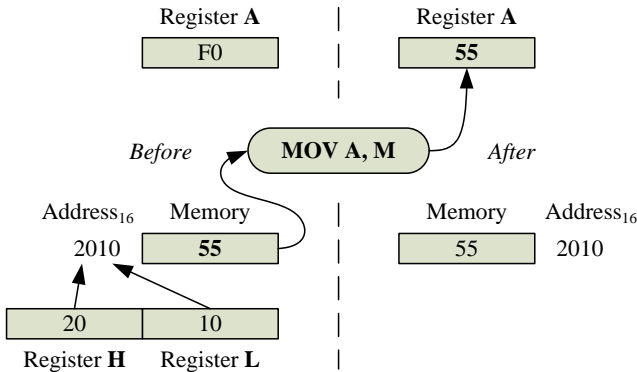 Register A
Register A
F0
55
Before
MOV A, M
After
Address16
Memory
Memory
Address16
2010
55
55
2010
20
10
Register H
Register L